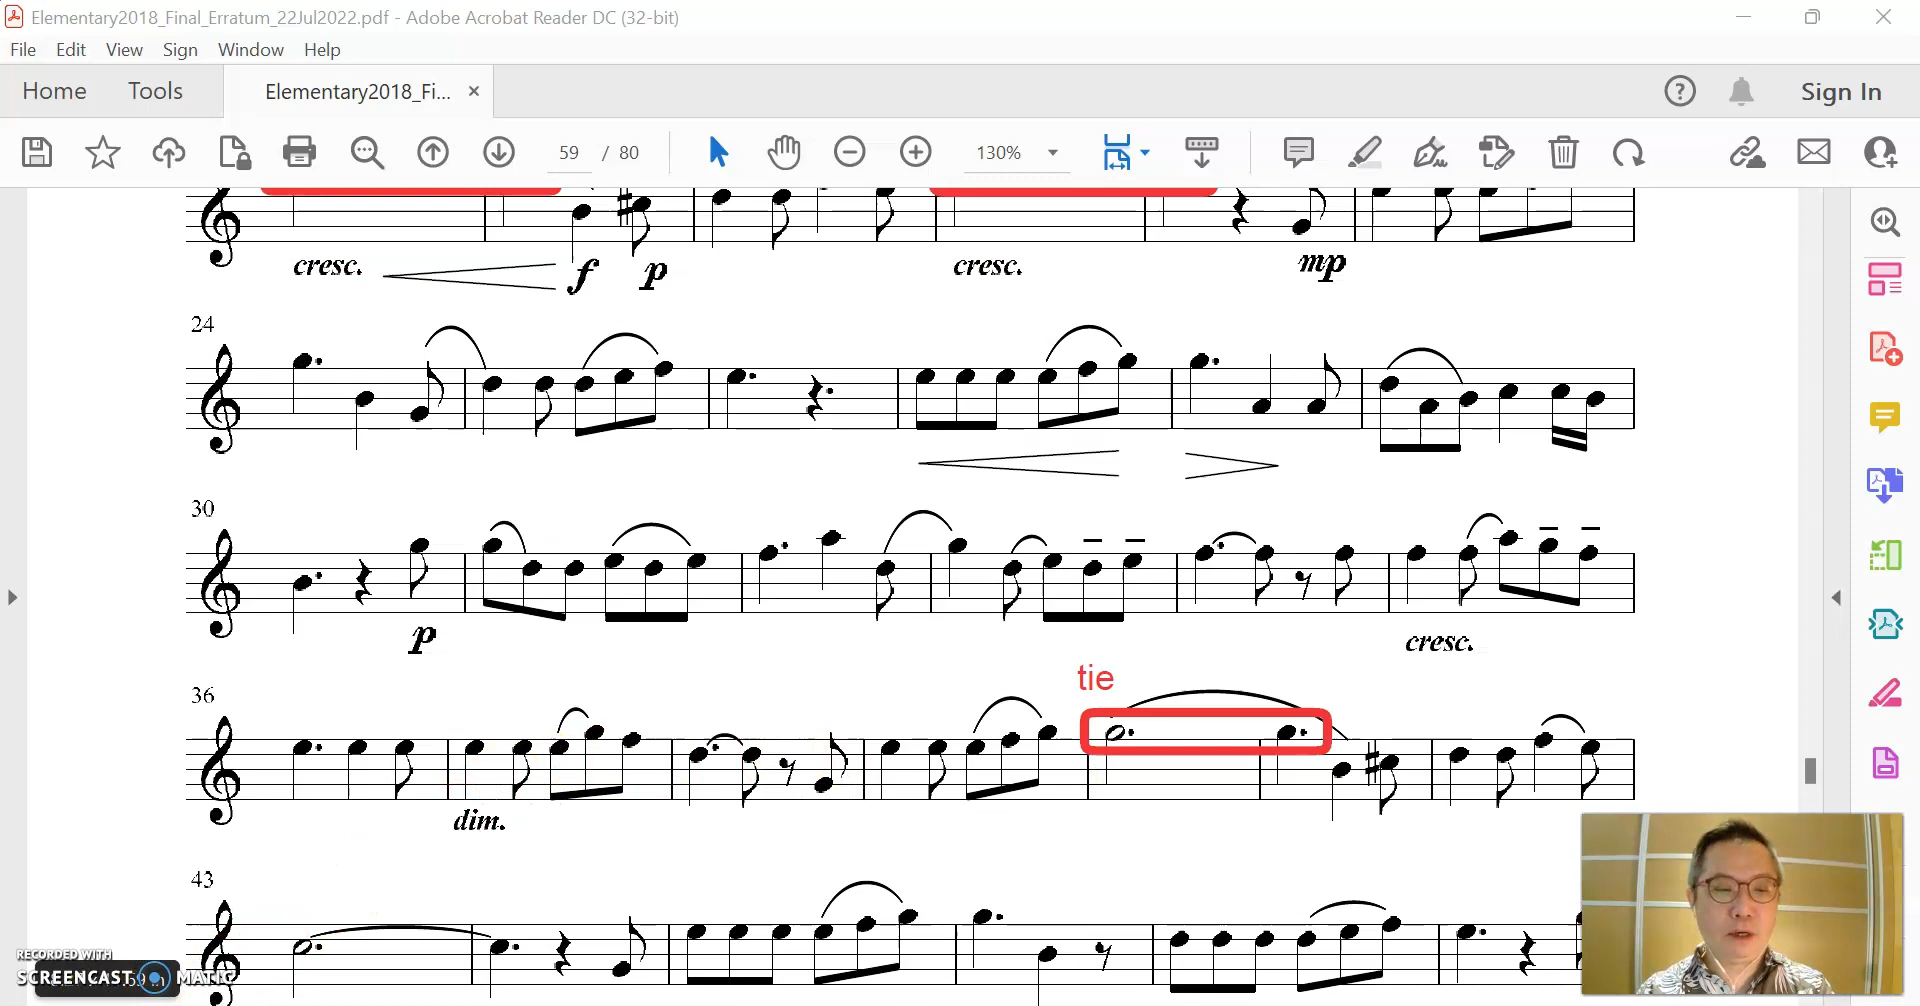 Elementary2018_Final_Erratum_22Jul2022.pdf - Adobe Acrobat Reader DC (32-bit)
File Edit View Sign Window Help
Home Tools Elementary2018_Fi... × Sign In
59 / 80 130%
cresc. f p cresc. mp
24
30
p cresc.
tie
36
dim.
43
RECORDED WITH
SCREENCAST MATIC